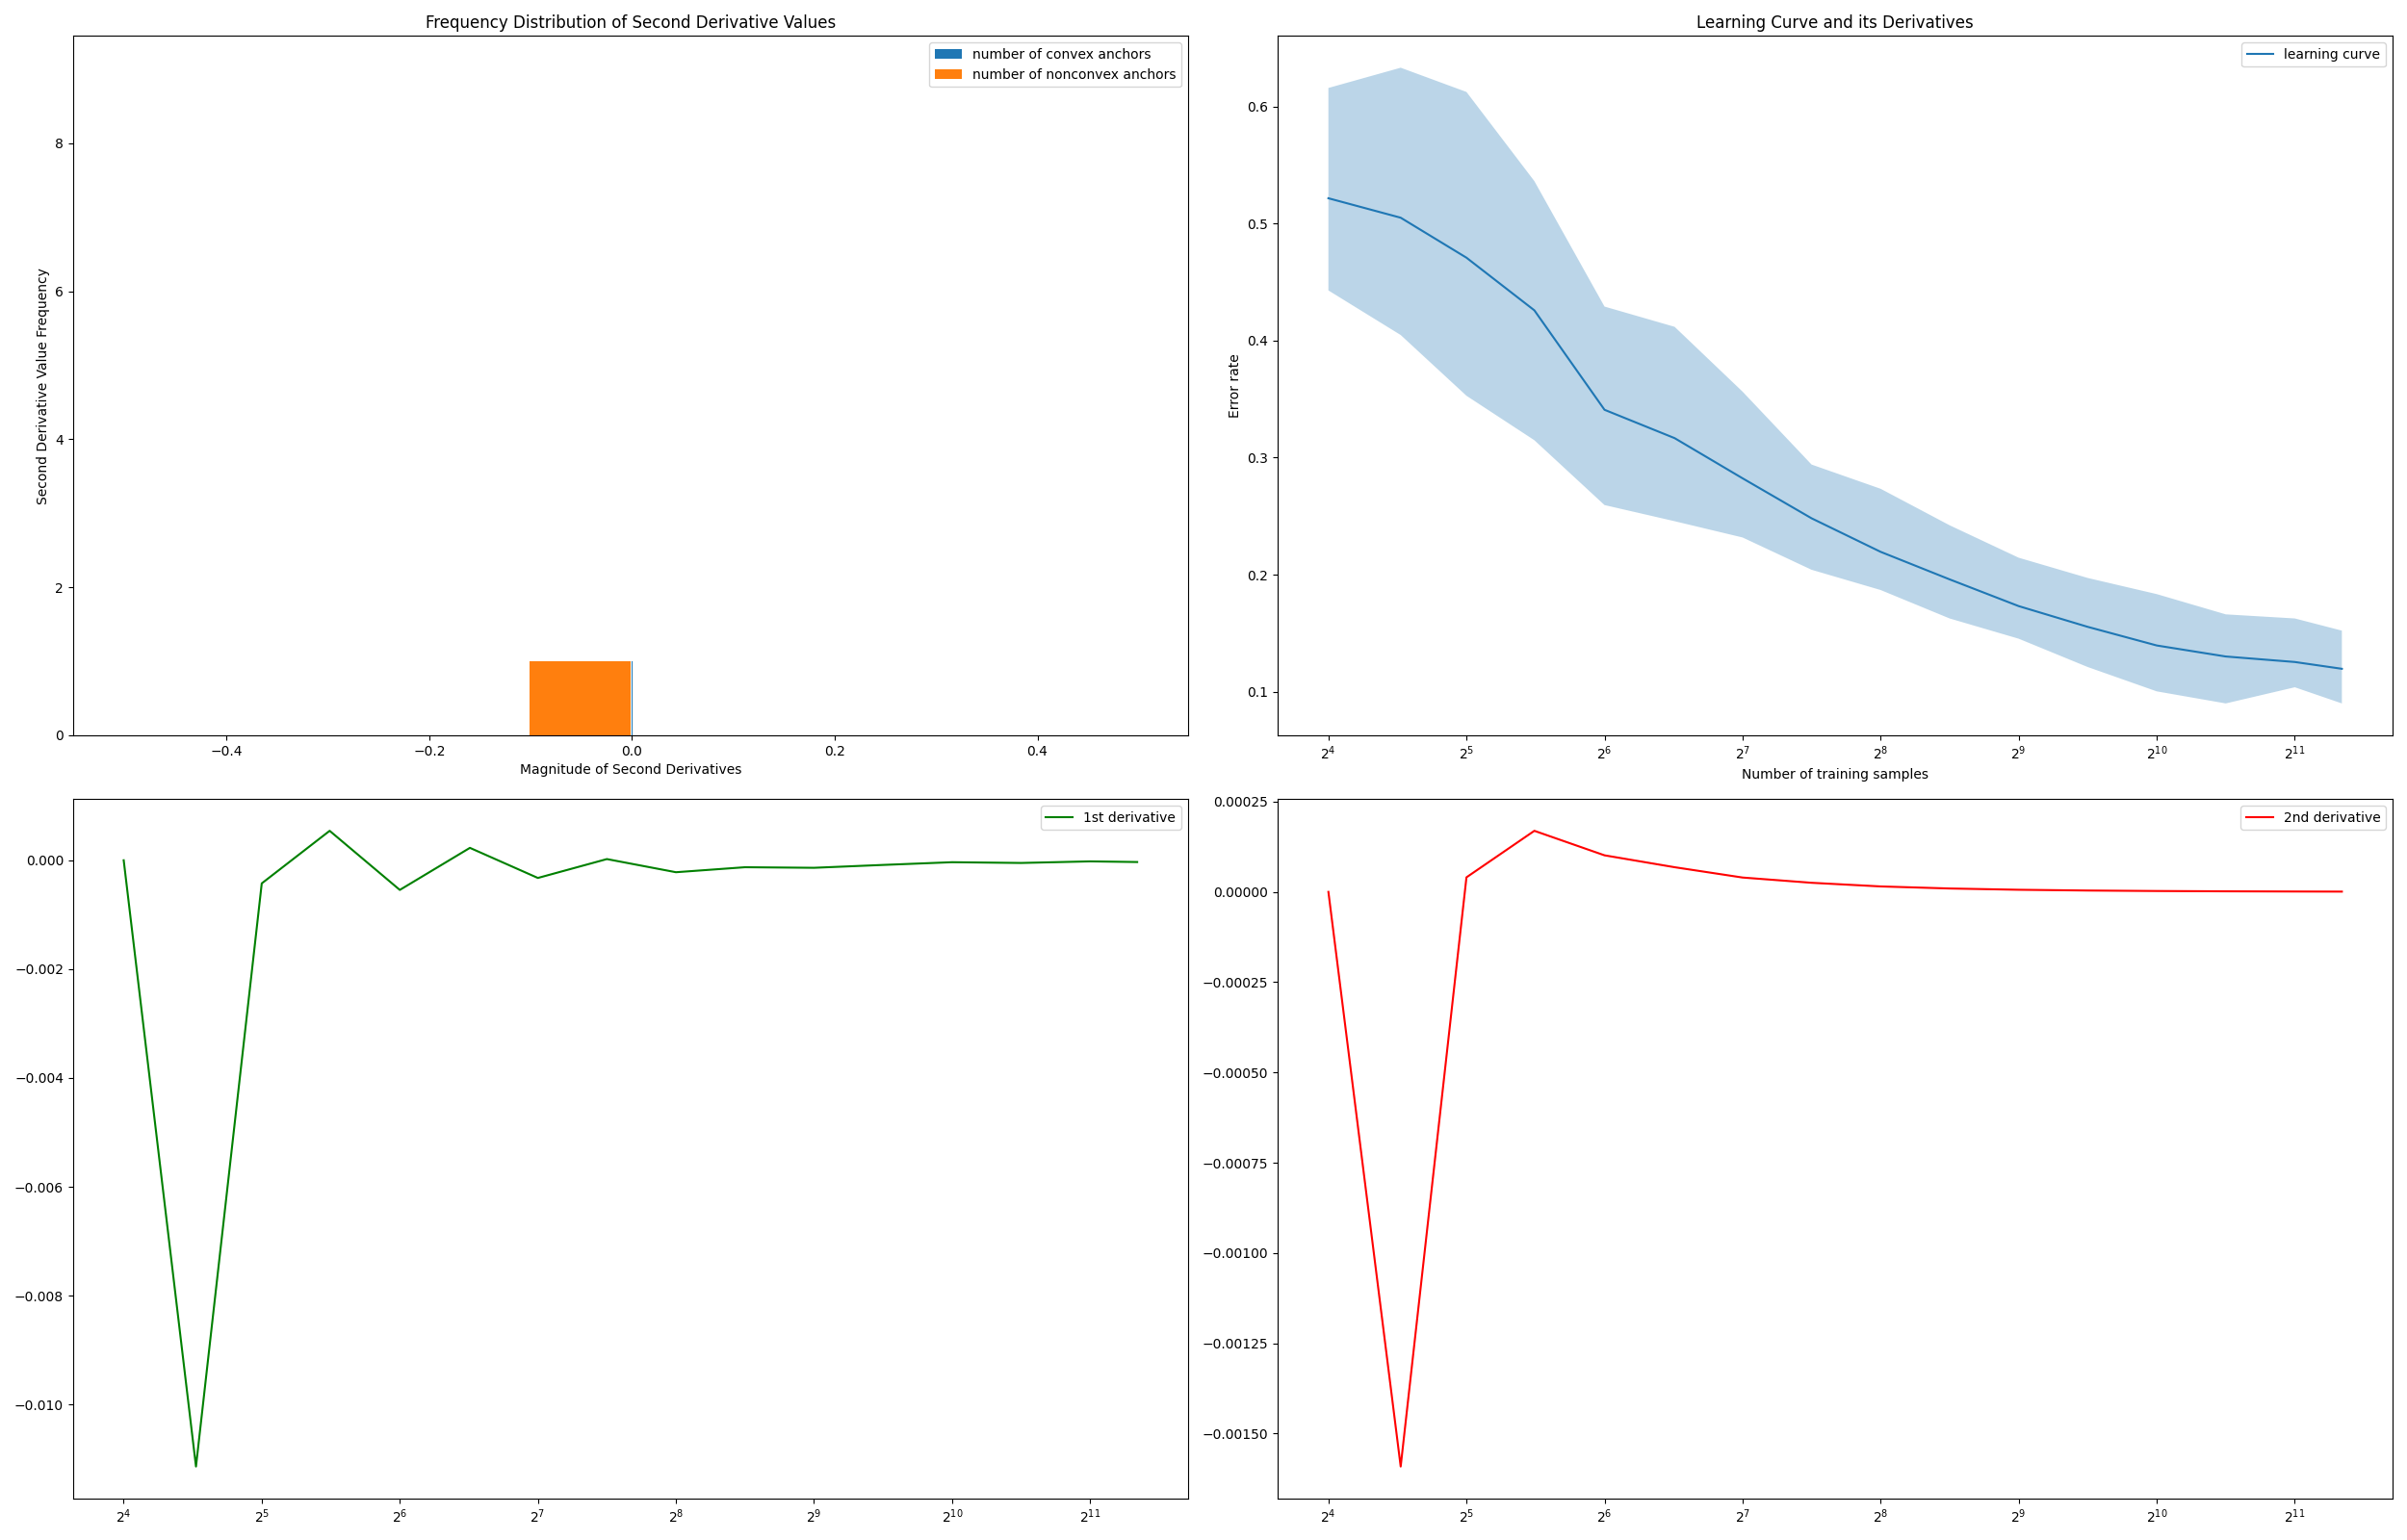 Frequency Distribution of Second Derivative Values
number of convex anchors
number of nonconvex anchors
Second Derivative Value Frequency
8
6
4
2
0
−0.4 −0.2 0.0 0.2 0.4
Magnitude of Second Derivatives
Learning Curve and its Derivatives
learning curve
Error rate
0.6
0.5
0.4
0.3
0.2
0.1
2⁴ 2⁵ 2⁶ 2⁷ 2⁸ 2⁹ 2¹⁰ 2¹¹
Number of training samples
1st derivative
0.000
−0.002
−0.004
−0.006
−0.008
−0.010
2⁴ 2⁵ 2⁶ 2⁷ 2⁸ 2⁹ 2¹⁰ 2¹¹
2nd derivative
0.00025
0.00000
−0.00025
−0.00050
−0.00075
−0.00100
−0.00125
−0.00150
2⁴ 2⁵ 2⁶ 2⁷ 2⁸ 2⁹ 2¹⁰ 2¹¹